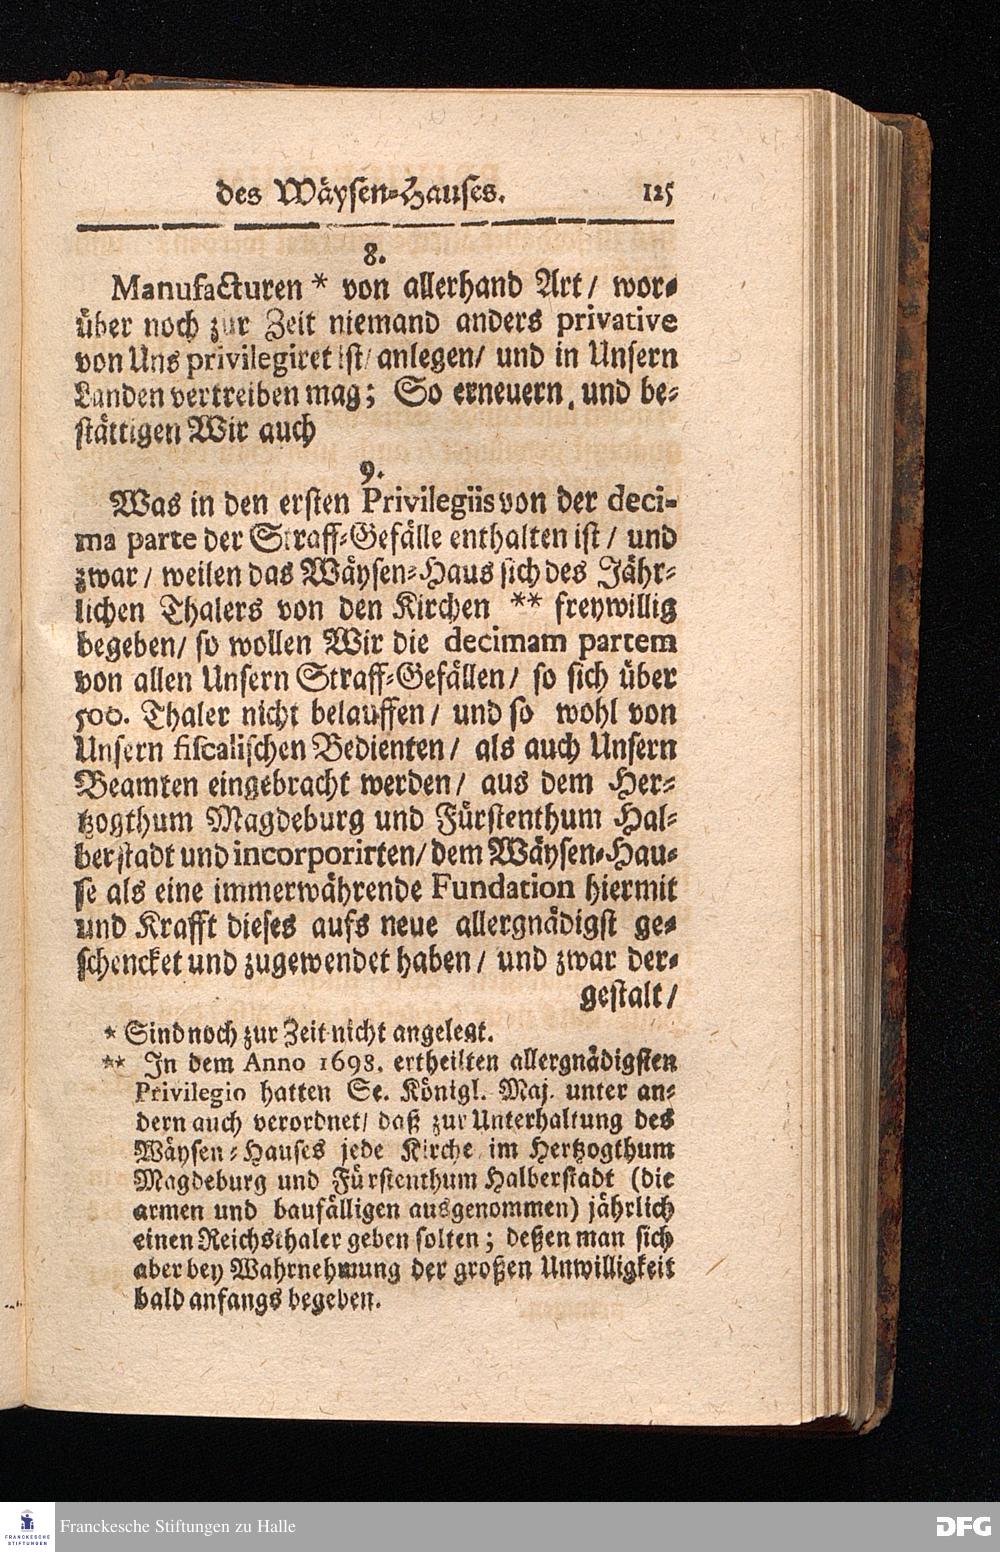 des Wäysen-Hauses. 125
8.
Manufacturen * von allerhand Art/ wor-
über noch zur Zeit niemand anders privative
von Uns privilegiret ist/ anlegen/ und in Unsern
Landen vertreiben mag; So erneuern, und be-
stättigen Wir auch
9.
Was in den ersten Privilegiis von der deci-
ma parte der Straff-Gefälle enthalten ist / und
zwar / weilen das Wäysen-Haus sich des Jähr-
lichen Thalers von den Kirchen ** freywillig
begeben/ so wollen Wir die decimam partem
von allen Unsern Straff-Gefällen/ so sich über
500. Thaler nicht belauffen/ und so wohl von
Unsern fiscalischen Bedienten/ als auch Unsern
Beamten eingebracht werden/ aus dem Her-
tzogthum Magdeburg und Fürstenthum Hal-
berstadt und incorporirten/ dem Wäysen-Hau-
se als eine immerwährende Fundation hiermit
und Krafft dieses aufs neue allergnädigst ge-
schencket und zugewendet haben/ und zwar der-
gestalt/
* Sind noch zur Zeit nicht angelegt.
** In dem Anno 1698. ertheilten allergnädigsten
Privilegio hatten Se. Königl. Maj. unter an-
dern auch verordnet/ daß zur Unterhaltung des
Wäysen-Hauses jede Kirche im Hertzogthum
Magdeburg und Fürstenthum Halberstadt (die
armen und baufälligen ausgenommen) jährlich
einen Reichsthaler geben solten; deßen man sich
aber bey Wahrnehmung der großen Unwilligkeit
bald anfangs begeben.
FRANCKESCHE
STIFTUNGEN
Franckesche Stiftungen zu Halle
DFG